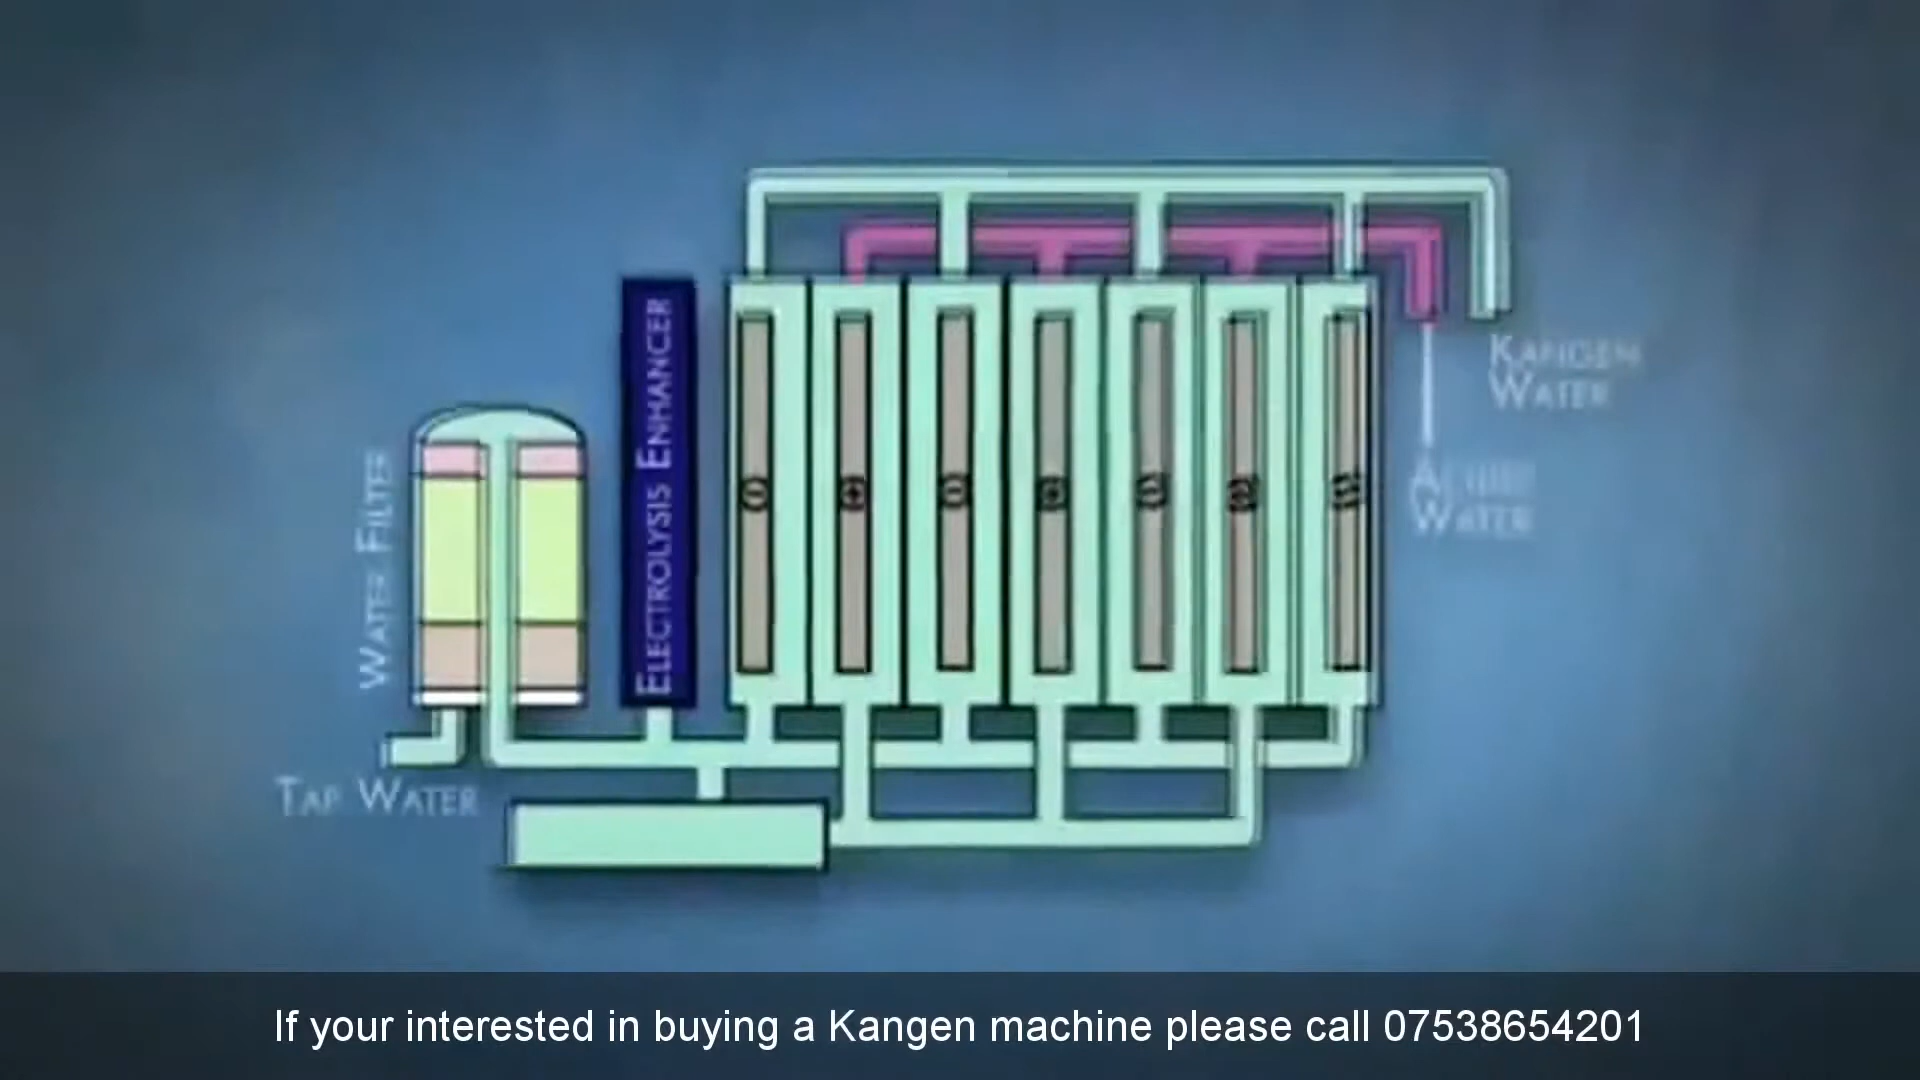 ELECTROLYSIS ENHANCER
KANGEN
WATER
WATER
WATER FILTER
TAP WATER
If your interested in buying a Kangen machine please call 07538654201